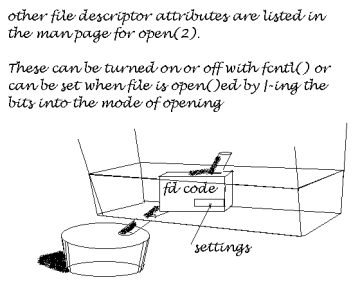 other file descriptor attributes are listed in
the man page for open(2).
These can be turned on or off with fcntl() or
can be set when file is open()ed by |-ing the
bits into the mode of opening
fd code
settings